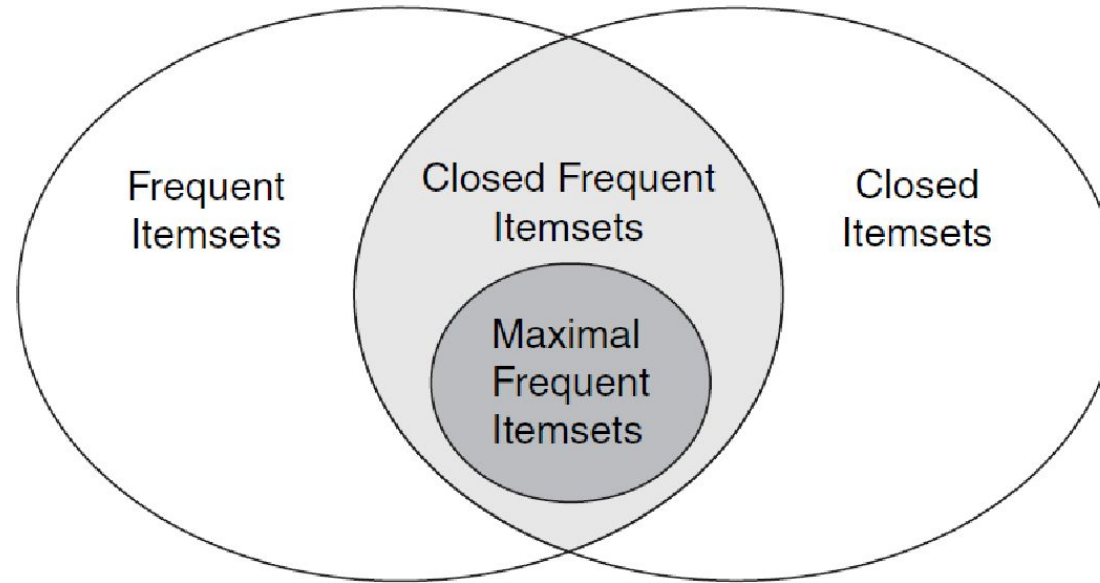 Frequent
Itemsets
Closed Frequent
Itemsets
Closed
Itemsets
Maximal
Frequent
Itemsets